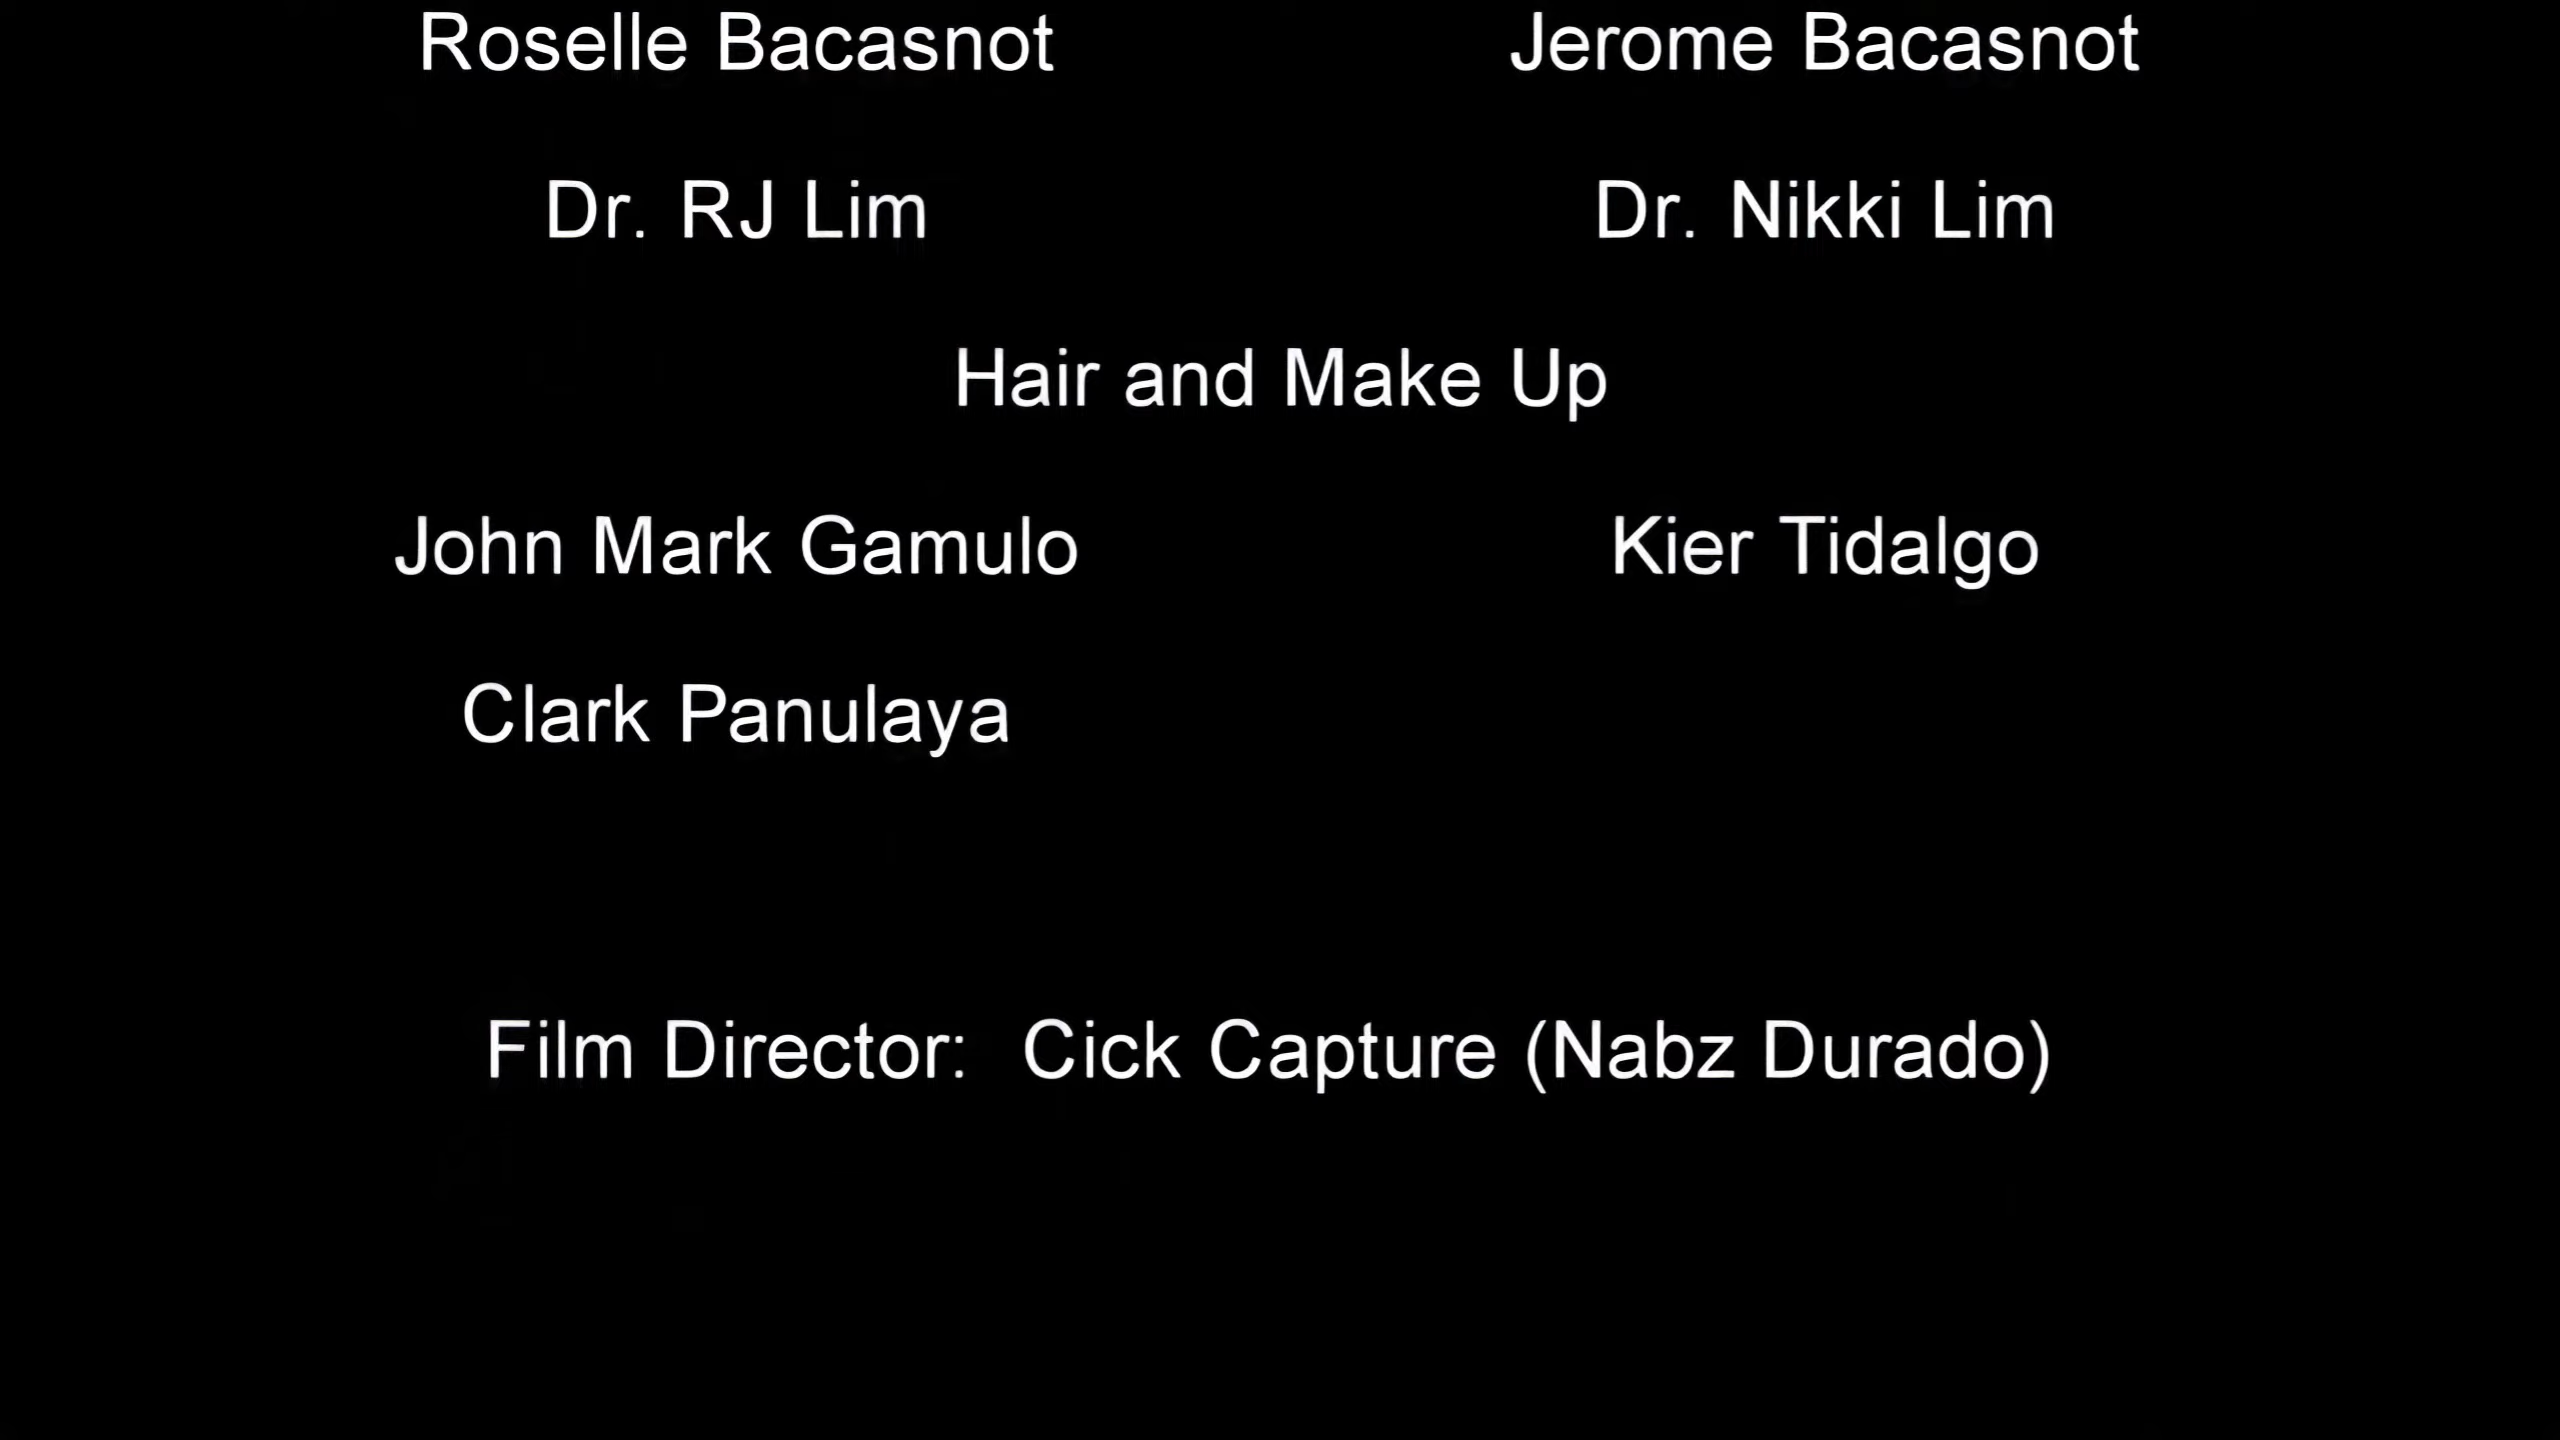 Roselle Bacasnot Jerome Bacasnot
Dr. RJ Lim Dr. Nikki Lim
Hair and Make Up
John Mark Gamulo Kier Tidalgo
Clark Panulaya
Film Director: Cick Capture (Nabz Durado)